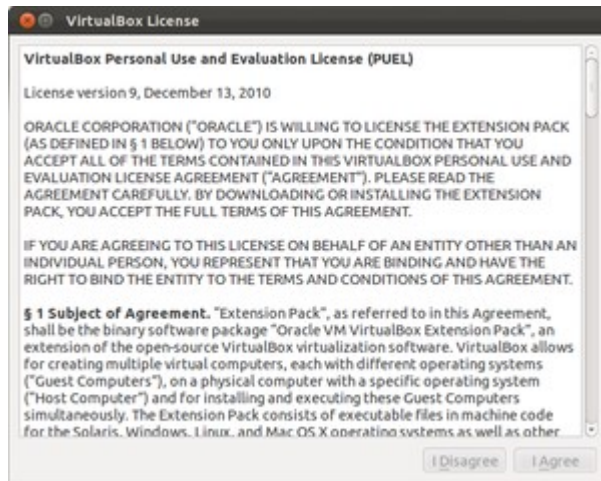 VirtualBox License
VirtualBox Personal Use and Evaluation License (PUEL)
License version 9, December 13, 2010
ORACLE CORPORATION ("ORACLE") IS WILLING TO LICENSE THE EXTENSION PACK
(AS DEFINED IN § 1 BELOW) TO YOU ONLY UPON THE CONDITION THAT YOU
ACCEPT ALL OF THE TERMS CONTAINED IN THIS VIRTUALBOX PERSONAL USE AND
EVALUATION LICENSE AGREEMENT ("AGREEMENT"). PLEASE READ THE
AGREEMENT CAREFULLY. BY DOWNLOADING OR INSTALLING THE EXTENSION
PACK, YOU ACCEPT THE FULL TERMS OF THIS AGREEMENT.
IF YOU ARE AGREEING TO THIS LICENSE ON BEHALF OF AN ENTITY OTHER THAN AN
INDIVIDUAL PERSON, YOU REPRESENT THAT YOU ARE BINDING AND HAVE THE
RIGHT TO BIND THE ENTITY TO THE TERMS AND CONDITIONS OF THIS AGREEMENT.
§ 1 Subject of Agreement. "Extension Pack", as referred to in this Agreement,
shall be the binary software package "Oracle VM VirtualBox Extension Pack", an
extension of the open-source VirtualBox virtualization software. VirtualBox allows
for creating multiple virtual computers, each with different operating systems
("Guest Computers"), on a physical computer with a specific operating system
("Host Computer") and for installing and executing these Guest Computers
simultaneously. The Extension Pack consists of executable files in machine code
for the Solaris, Windows, Linux, and Mac OS X operating systems as well as other
I Disagree I Agree